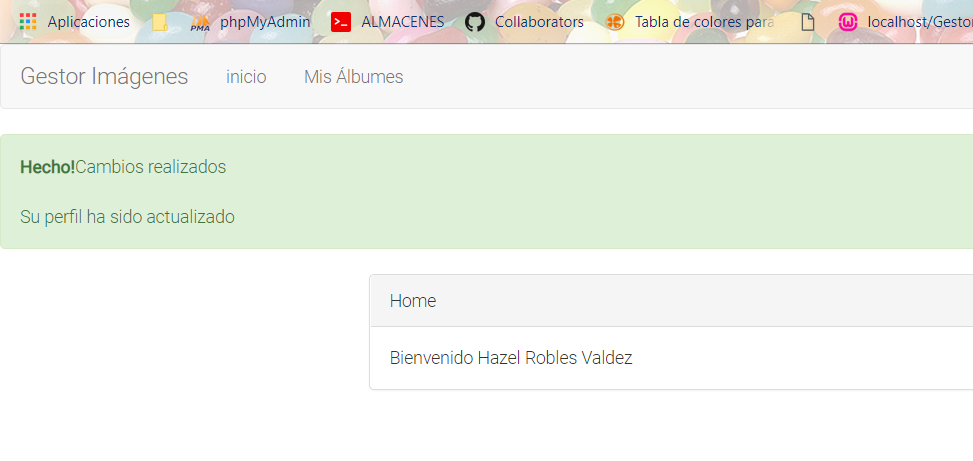 Aplicaciones phpMyAdmin ALMACENES Collaborators Tabla de colores para localhost/Gestor
PMA
Gestor Imágenes inicio Mis Álbumes
Hecho!Cambios realizados
Su perfil ha sido actualizado
Home
Bienvenido Hazel Robles Valdez